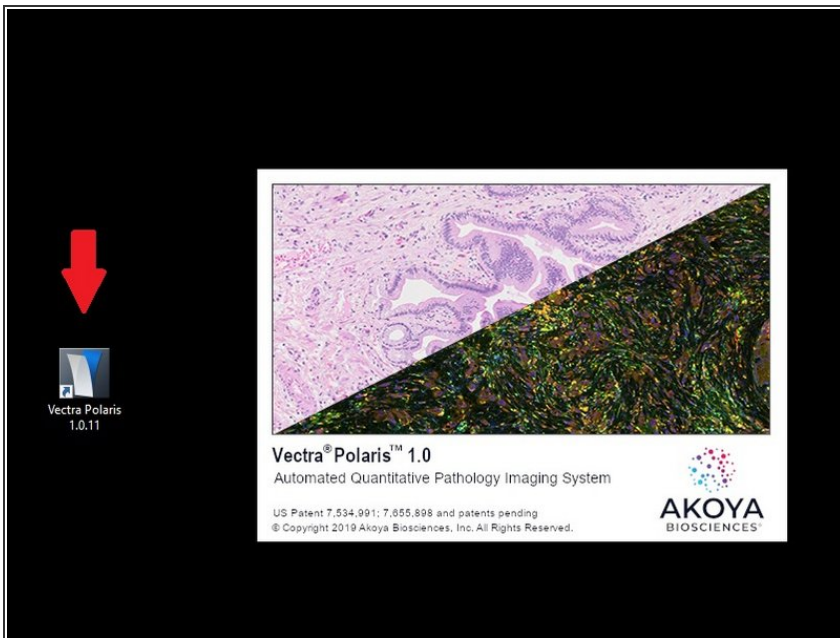 Vectra Polaris
1.0.11
Vectra® Polaris™ 1.0
Automated Quantitative Pathology Imaging System
US Patent 7,534,991; 7,655,898 and patents pending
© Copyright 2019 Akoya Biosciences, Inc. All Rights Reserved.
AKOYA
BIOSCIENCES®